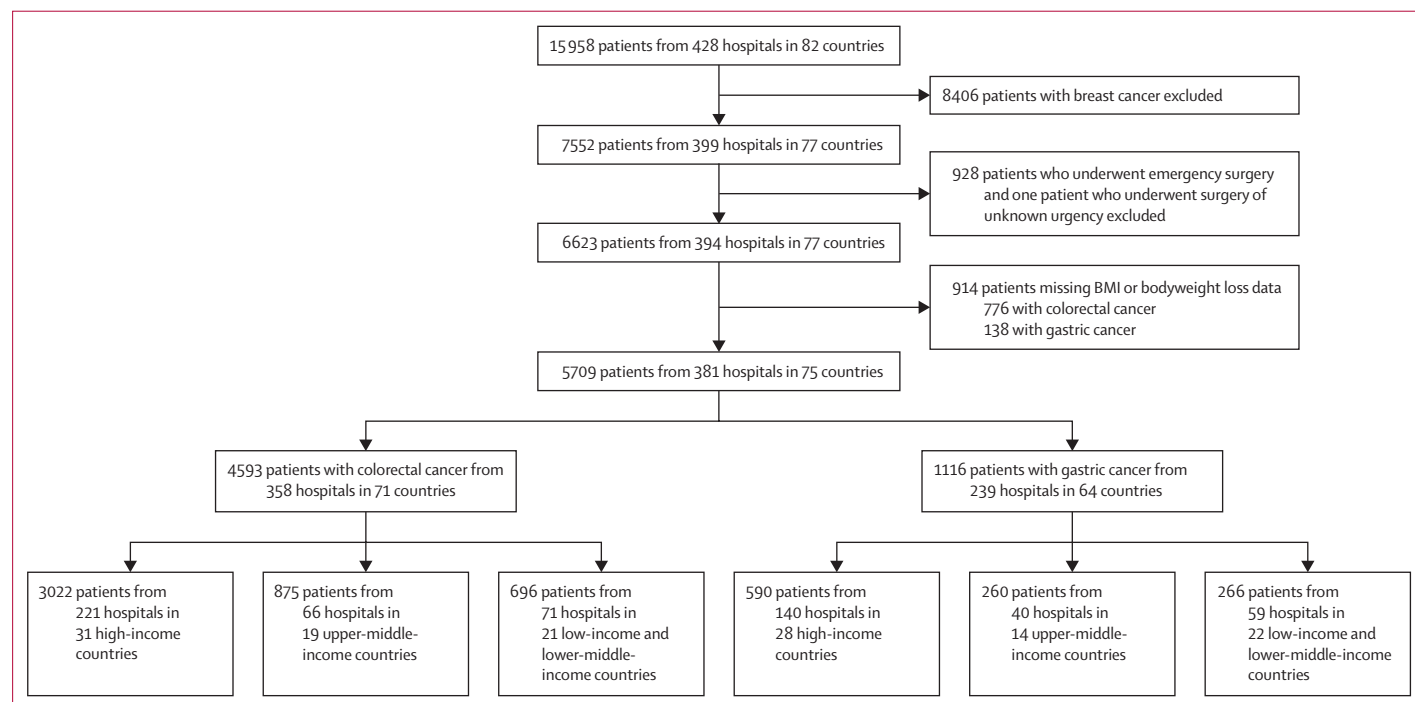 15 958 patients from 428 hospitals in 82 countries
8406 patients with breast cancer excluded
7552 patients from 399 hospitals in 77 countries
928 patients who underwent emergency surgery
and one patient who underwent surgery of
unknown urgency excluded
6623 patients from 394 hospitals in 77 countries
914 patients missing BMI or bodyweight loss data
776 with colorectal cancer
138 with gastric cancer
5709 patients from 381 hospitals in 75 countries
4593 patients with colorectal cancer from
358 hospitals in 71 countries
1116 patients with gastric cancer from
239 hospitals in 64 countries
3022 patients from
221 hospitals in
31 high-income
countries
875 patients from
66 hospitals in
19 upper-middle-
income countries
696 patients from
71 hospitals in
21 low-income and
lower-middle-
income countries
590 patients from
140 hospitals in
28 high-income
countries
260 patients from
40 hospitals in
14 upper-middle-
income countries
266 patients from
59 hospitals in
22 low-income and
lower-middle-income
countries